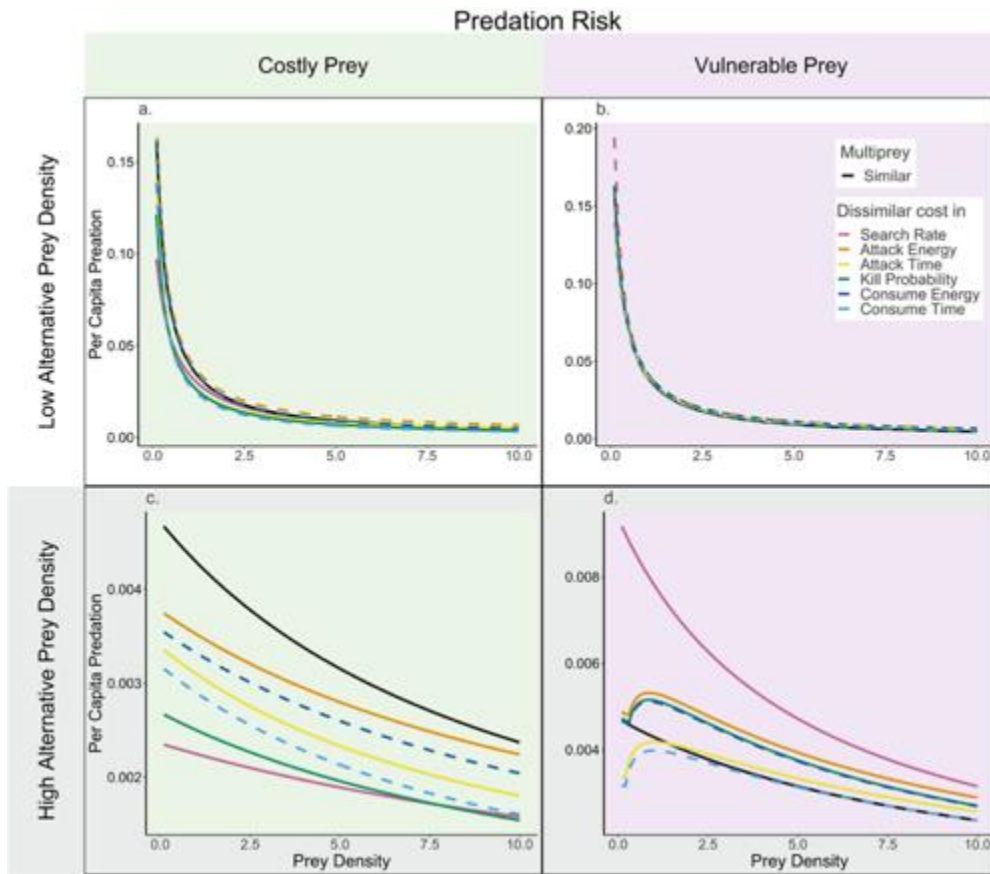 Predation Risk
Costly Prey
Vulnerable Prey
Low Alternative Prey Density
High Alternative Prey Density
a.
Per Capita Preation
0.15
0.10
0.05
0.00
0.0 2.5 5.0 7.5 10.0
b.
0.20
0.15
0.10
0.05
0.00
0.0 2.5 5.0 7.5 10.0
Multiprey
Similar
Dissimilar cost in
Search Rate
Attack Energy
Attack Time
Kill Probability
Consume Energy
Consume Time
c.
Per Capita Predation
0.004
0.003
0.002
0.0 2.5 5.0 7.5 10.0
Prey Density
d.
0.008
0.006
0.004
0.0 2.5 5.0 7.5 10.0
Prey Density